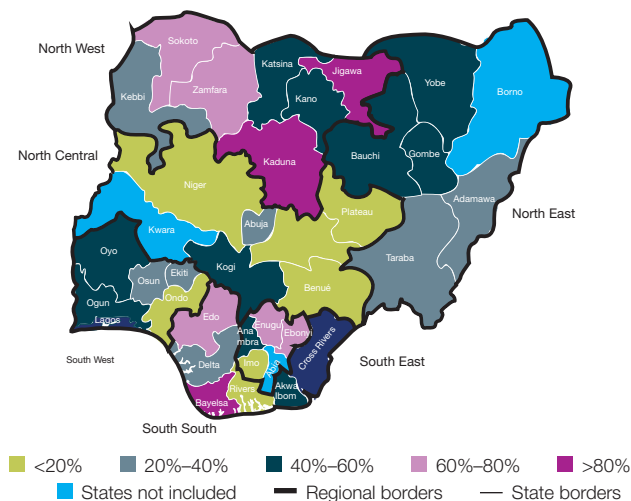 North West
Sokoto
Katsina
Jigawa
Yobe
Borno
Kebbi
Zamfara
Kano
North Central
Kaduna
Bauchi
Gombe
Niger
Adamawa
North East
Plateau
Kwara
Abuja
Taraba
Oyo
Kogi
Ekiti
Osun
Benué
Ogun
Ondo
Lagos
Edo
Enugu
Ebonyi
Ana
mbra
Cross Rivers
South West
Delta
Imo
Abia
South East
Rivers
Akwa
Ibom
Bayelsa
South South
<20% 20%–40% 40%–60% 60%–80% >80%
States not included Regional borders State borders